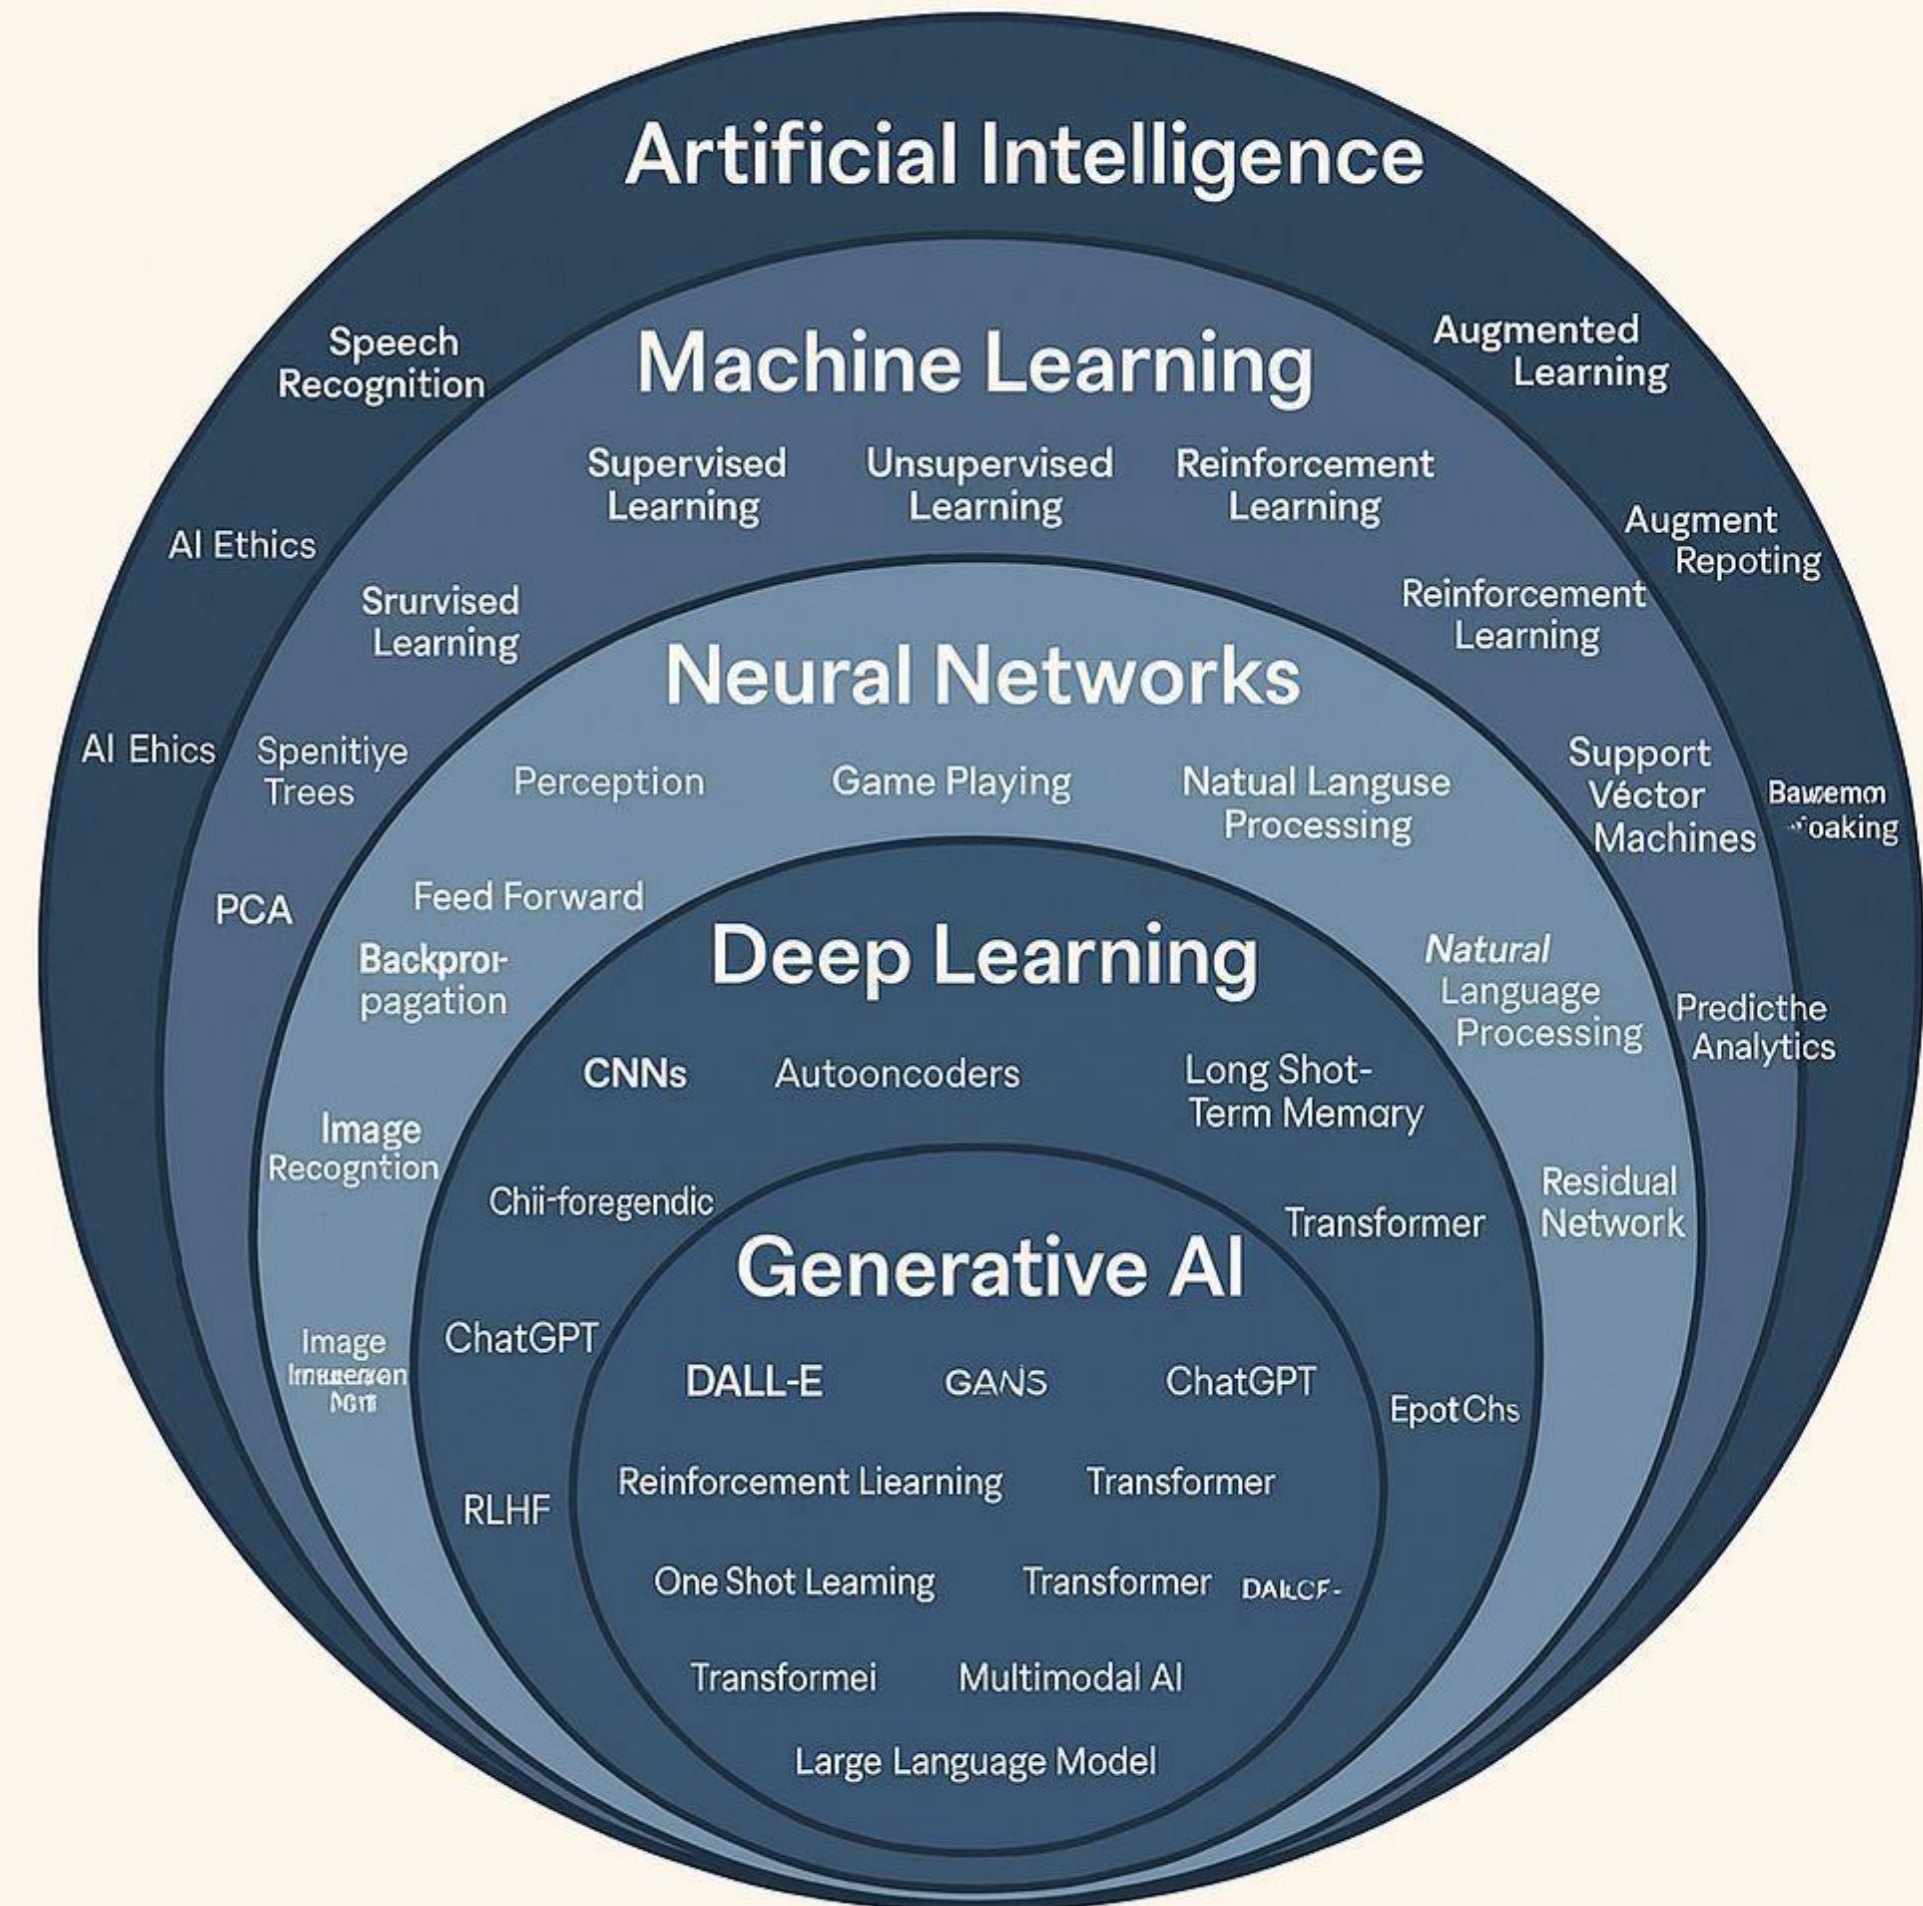 Artificial Intelligence
Speech
Recognition
Augmented
Learning
Machine Learning
Supervised
Learning
Unsupervised
Learning
Reinforcement
Learning
AI Ethics
Augment
Repoting
Srurvised
Learning
Reinforcement
Learning
Neural Networks
AI Ehics
Spenitiye
Trees
Perception
Game Playing
Natual Languse
Processing
Support
Véctor
Machines
oaking
PCA
Feed Forward
Backpror-
pagation
Deep Learning
Natural
Language
Processing
Predicthe
Analytics
CNNs
Autooncoders
Long Shot-
Term Memary
Image
Recogntion
Chii-foregendic
Transformer
Residual
Network
Generative AI
Image
ChatGPT
DALL-E
GANS
ChatGPT
EpotChs
RLHF
Reinforcement Liearning
Transformer
One Shot Leaming
Transformer
Transformei
Multimodal AI
Large Language Model